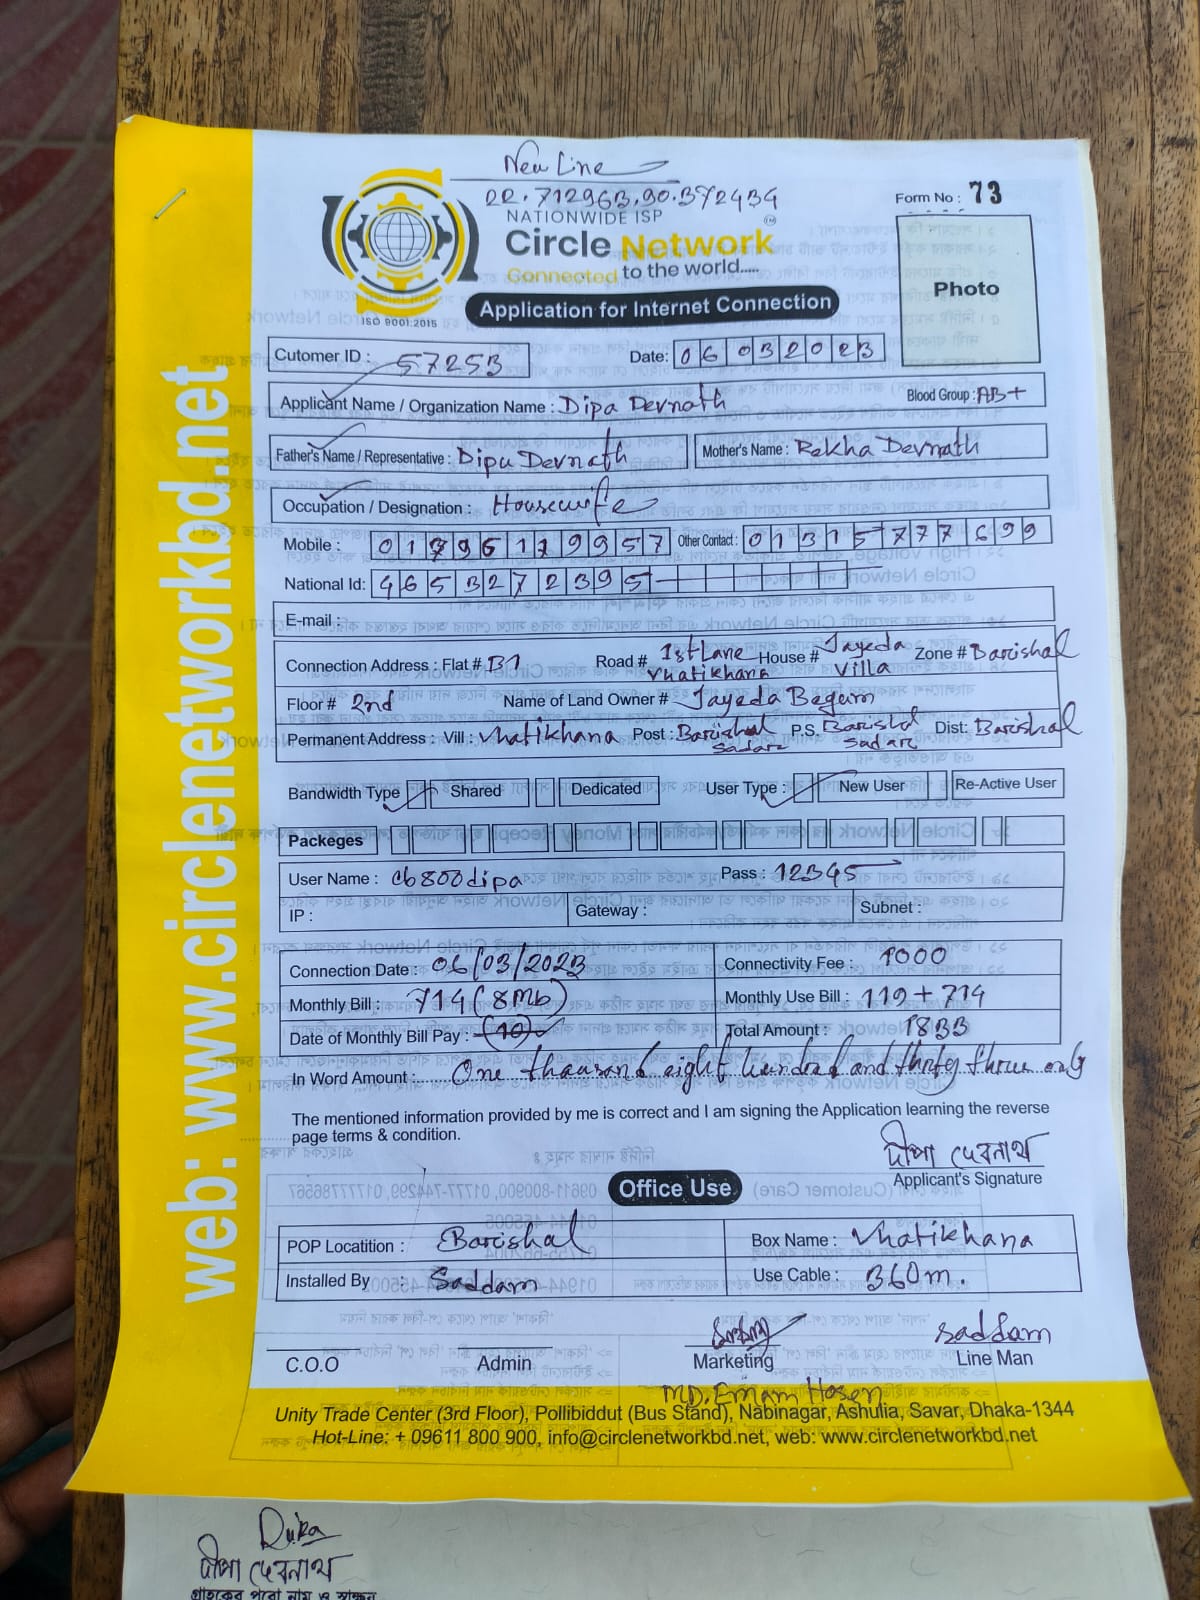 New Line
22.712963,90.372434
NATIONWIDE ISP
Form No : 73
Circle Network
Connected to the world.....
ISO 9001:2015
Application for Internet Connection
Photo
Cutomer ID : 57253
Date: 06032023
Applicant Name / Organization Name : Dipa Devnath
Blood Group : AB+
Father's Name / Representative : Dipu Devnath
Mother's Name : Rekha Devnath
Occupation / Designation : Housewife
Mobile : 01796179957 Other Contact : 01315777699
National Id: 4653272395
E-mail :
Connection Address : Flat # B1 Road # 1st Lane Vhatikhana House # Jayeda Villa Zone # Barishal
Floor # 2nd Name of Land Owner # Jayeda Begum
Permanent Address : Vill : Vhatikhana Post : Barishal Sadar P.S. Barishal Sadar Dist: Barishal
Bandwidth Type Shared Dedicated User Type : New User Re-Active User
Packeges
User Name : cb800dipa Pass : 12345
IP : Gateway : Subnet :
Connection Date : 06/03/2023 Connectivity Fee : 1000
Monthly Bill : 714 (8Mb) Monthly Use Bill : 119 + 714
Date of Monthly Bill Pay : (10) Total Amount : 1833
In Word Amount : One thausand eight hundred and thirty three only
The mentioned information provided by me is correct and I am signing the Application learning the reverse
page terms & condition.
দীপা দেবনাথ
Applicant's Signature
Office Use
POP Locatition : Barishal Box Name : Vhatikhana
Installed By : Saddam Use Cable : 360m.
Saddam
C.O.O Admin Marketing Line Man
MD. Emam Hosen
Unity Trade Center (3rd Floor), Pollibiddut (Bus Stand), Nabinagar, Ashulia, Savar, Dhaka-1344
Hot-Line: + 09611 800 900, info@circlenetworkbd.net, web: www.circlenetworkbd.net
web: www.circlenetworkbd.net
দীপা দেবনাথ